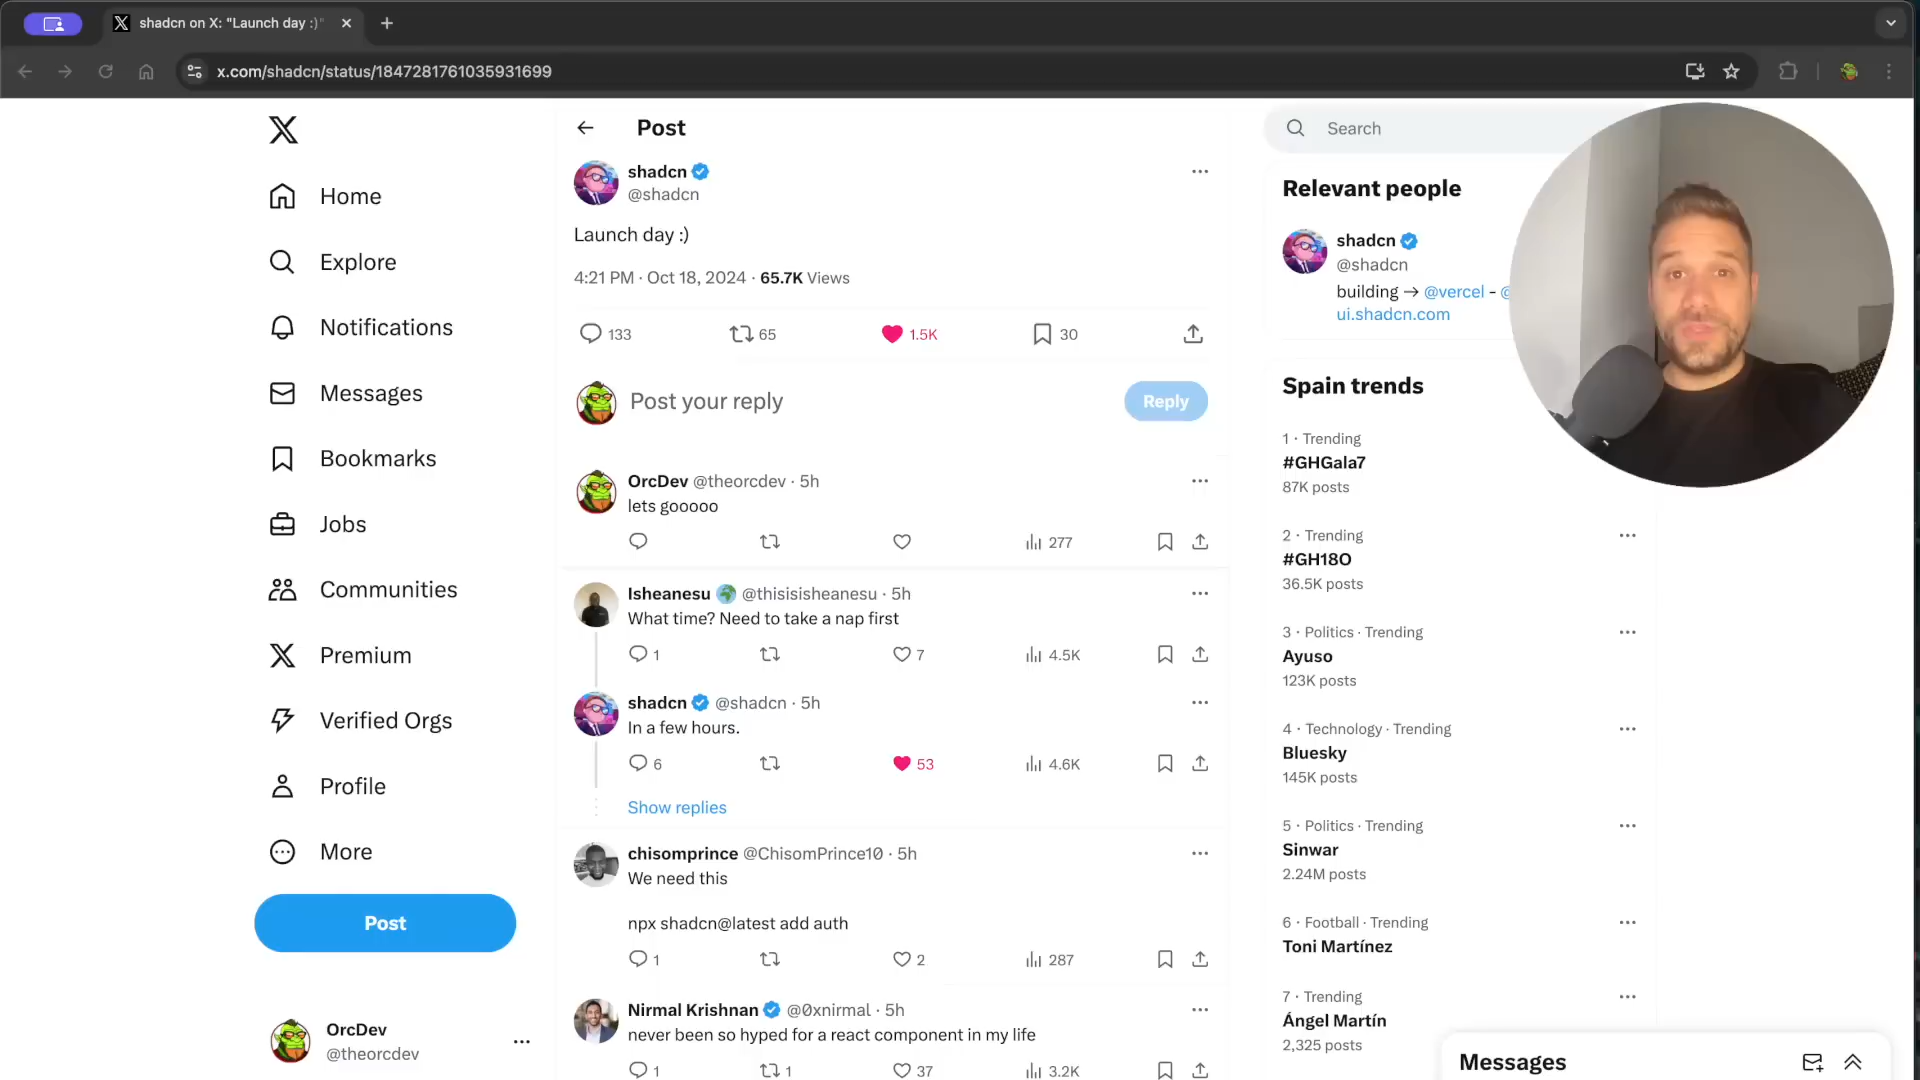 shadcn on X: "Launch day :)"
x.com/shadcn/status/1847281761035931699
Home
Explore
Notifications
Messages
Bookmarks
Jobs
Communities
Premium
Verified Orgs
Profile
More
Post
OrcDev
@theorcdev
Post
shadcn
@shadcn
Launch day :)
4:21 PM · Oct 18, 2024 · 65.7K Views
133 65 1.5K 30
Post your reply
Reply
OrcDev @theorcdev · 5h
lets gooooo
277
Isheanesu @thisisisheanesu · 5h
What time? Need to take a nap first
1 7 4.5K
shadcn @shadcn · 5h
In a few hours.
6 53 4.6K
Show replies
chisomprince @ChisomPrince10 · 5h
We need this
npx shadcn@latest add auth
1 2 287
Nirmal Krishnan @0xnirmal · 5h
never been so hyped for a react component in my life
1 1 37 3.2K
Search
Relevant people
shadcn
@shadcn
building → @vercel - @
ui.shadcn.com
Spain trends
1 · Trending
#GHGala7
87K posts
2 · Trending
#GH18O
36.5K posts
3 · Politics · Trending
Ayuso
123K posts
4 · Technology · Trending
Bluesky
145K posts
5 · Politics · Trending
Sinwar
2.24M posts
6 · Football · Trending
Toni Martínez
7 · Trending
Ángel Martín
2,325 posts
Messages